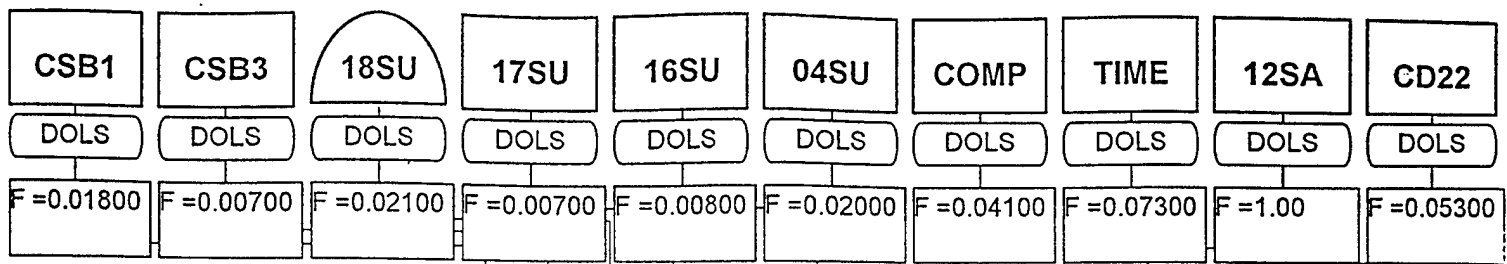 CSB1 CSB3 18SU 17SU 16SU 04SU COMP TIME 12SA CD22
DOLS DOLS DOLS DOLS DOLS DOLS DOLS DOLS DOLS DOLS
F =0.01800 F =0.00700 F =0.02100 F =0.00700 F =0.00800 F =0.02000 F =0.04100 F =0.07300 F =1.00 F =0.05300